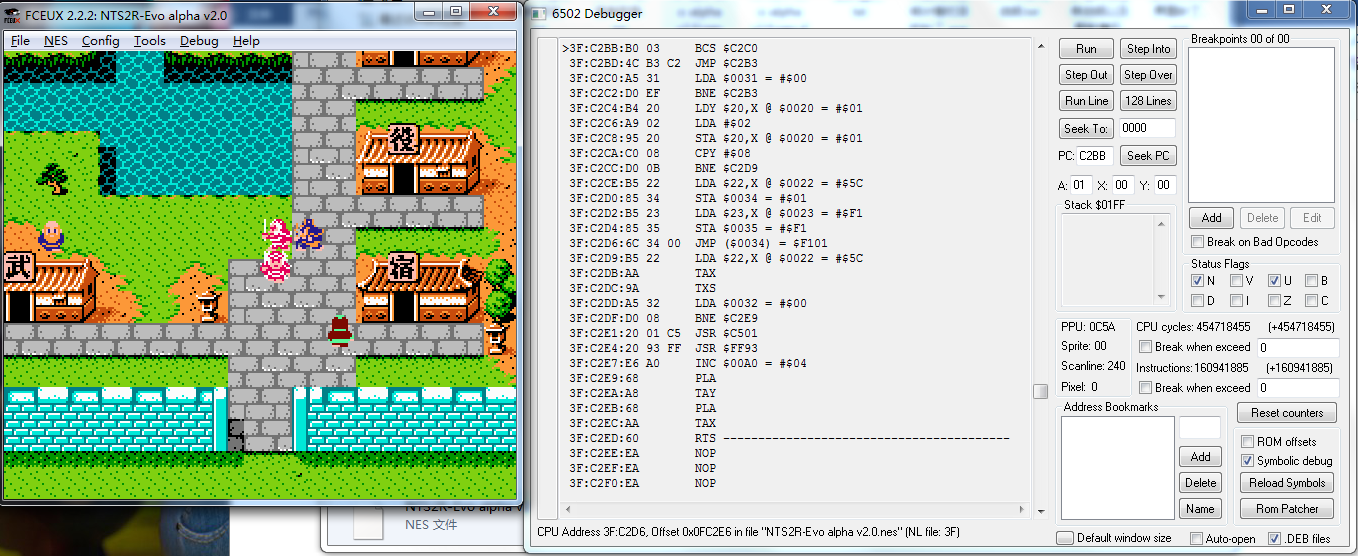 FCEUX 2.2.2: NTS2R-Evo alpha v2.0
File NES Config Tools Debug Help
役
武
宿
NTS2R-Evo alpha v
NES 文件
6502 Debugger
>3F:C2BB:B0 03 BCS $C2C0
3F:C2BD:4C B3 C2 JMP $C2B3
3F:C2C0:A5 31 LDA $0031 = #$00
3F:C2C2:D0 EF BNE $C2B3
3F:C2C4:B4 20 LDY $20,X @ $0020 = #$01
3F:C2C6:A9 02 LDA #$02
3F:C2C8:95 20 STA $20,X @ $0020 = #$01
3F:C2CA:C0 08 CPY #$08
3F:C2CC:D0 0B BNE $C2D9
3F:C2CE:B5 22 LDA $22,X @ $0022 = #$5C
3F:C2D0:85 34 STA $0034 = #$01
3F:C2D2:B5 23 LDA $23,X @ $0023 = #$F1
3F:C2D4:85 35 STA $0035 = #$F1
3F:C2D6:6C 34 00 JMP ($0034) = $F101
3F:C2D9:B5 22 LDA $22,X @ $0022 = #$5C
3F:C2DB:AA TAX
3F:C2DC:9A TXS
3F:C2DD:A5 32 LDA $0032 = #$00
3F:C2DF:D0 08 BNE $C2E9
3F:C2E1:20 01 C5 JSR $C501
3F:C2E4:20 93 FF JSR $FF93
3F:C2E7:E6 A0 INC $00A0 = #$04
3F:C2E9:68 PLA
3F:C2EA:A8 TAY
3F:C2EB:68 PLA
3F:C2EC:AA TAX
3F:C2ED:60 RTS -----------------------------------------
3F:C2EE:EA NOP
3F:C2EF:EA NOP
3F:C2F0:EA NOP
CPU Address 3F:C2D6, Offset 0x0FC2E6 in file "NTS2R-Evo alpha v2.0.nes" (NL file: 3F)
Run Step Into
Step Out Step Over
Run Line 128 Lines
Seek To: 0000
PC: C2BB Seek PC
A: 01 X: 00 Y: 00
Stack $01FF
Breakpoints 00 of 00
Add Delete Edit
Break on Bad Opcodes
Status Flags
N V U B
D I Z C
PPU: 0C5A
Sprite: 00
Scanline: 240
Pixel: 0
CPU cycles: 454718455 (+454718455)
Break when exceed 0
Instructions: 160941885 (+160941885)
Break when exceed 0
Address Bookmarks
Add
Delete
Name
Reset counters
ROM offsets
Symbolic debug
Reload Symbols
Rom Patcher
Default window size Auto-open .DEB files